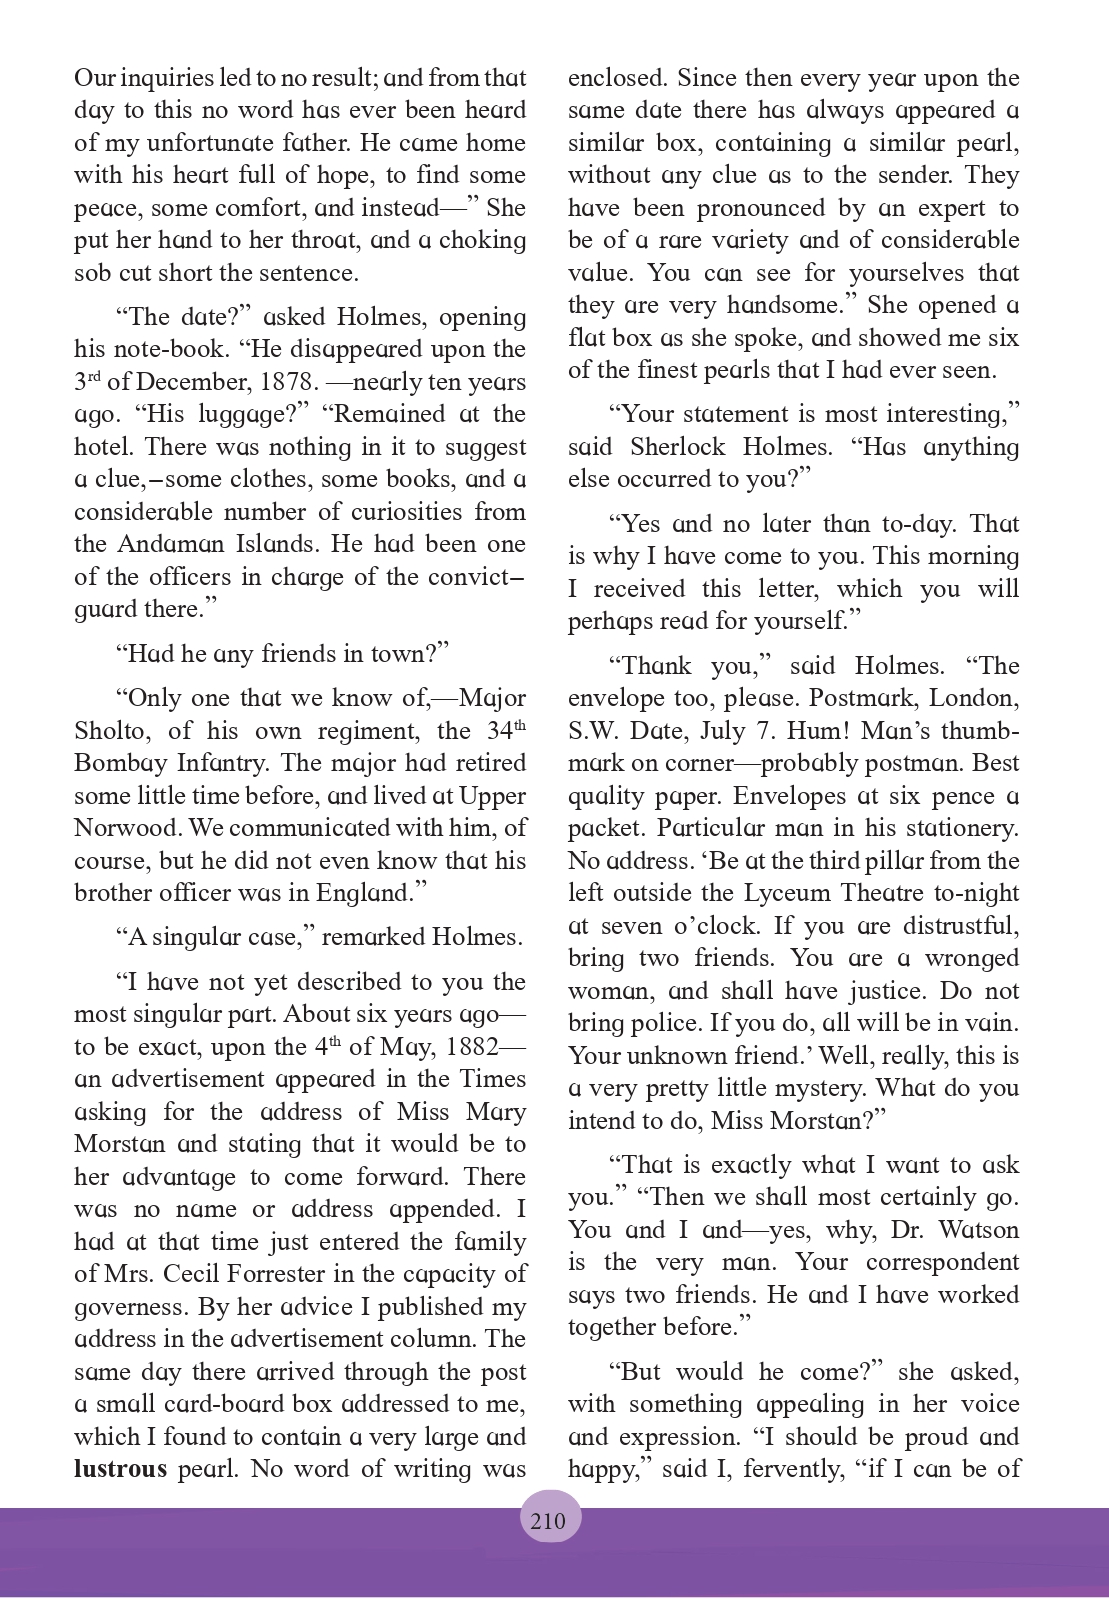 Our inquiries led to no result; and from that
day to this no word has ever been heard
of my unfortunate father. He came home
with his heart full of hope, to find some
peace, some comfort, and instead—” She
put her hand to her throat, and a choking
sob cut short the sentence.
“The date?” asked Holmes, opening
his note-book. “He disappeared upon the
3rd of December, 1878. —nearly ten years
ago. “His luggage?” “Remained at the
hotel. There was nothing in it to suggest
a clue,–some clothes, some books, and a
considerable number of curiosities from
the Andaman Islands. He had been one
of the officers in charge of the convict–
guard there.”
“Had he any friends in town?”
“Only one that we know of,—Major
Sholto, of his own regiment, the 34th
Bombay Infantry. The major had retired
some little time before, and lived at Upper
Norwood. We communicated with him, of
course, but he did not even know that his
brother officer was in England.”
“A singular case,” remarked Holmes.
“I have not yet described to you the
most singular part. About six years ago—
to be exact, upon the 4th of May, 1882—
an advertisement appeared in the Times
asking for the address of Miss Mary
Morstan and stating that it would be to
her advantage to come forward. There
was no name or address appended. I
had at that time just entered the family
of Mrs. Cecil Forrester in the capacity of
governess. By her advice I published my
address in the advertisement column. The
same day there arrived through the post
a small card-board box addressed to me,
which I found to contain a very large and
lustrous pearl. No word of writing was
enclosed. Since then every year upon the
same date there has always appeared a
similar box, containing a similar pearl,
without any clue as to the sender. They
have been pronounced by an expert to
be of a rare variety and of considerable
value. You can see for yourselves that
they are very handsome.” She opened a
flat box as she spoke, and showed me six
of the finest pearls that I had ever seen.
“Your statement is most interesting,”
said Sherlock Holmes. “Has anything
else occurred to you?”
“Yes and no later than to-day. That
is why I have come to you. This morning
I received this letter, which you will
perhaps read for yourself.”
“Thank you,” said Holmes. “The
envelope too, please. Postmark, London,
S.W. Date, July 7. Hum! Man’s thumb-
mark on corner—probably postman. Best
quality paper. Envelopes at six pence a
packet. Particular man in his stationery.
No address. ‘Be at the third pillar from the
left outside the Lyceum Theatre to-night
at seven o’clock. If you are distrustful,
bring two friends. You are a wronged
woman, and shall have justice. Do not
bring police. If you do, all will be in vain.
Your unknown friend.’ Well, really, this is
a very pretty little mystery. What do you
intend to do, Miss Morstan?”
“That is exactly what I want to ask
you.” “Then we shall most certainly go.
You and I and—yes, why, Dr. Watson
is the very man. Your correspondent
says two friends. He and I have worked
together before.”
“But would he come?” she asked,
with something appealing in her voice
and expression. “I should be proud and
happy,” said I, fervently, “if I can be of
210